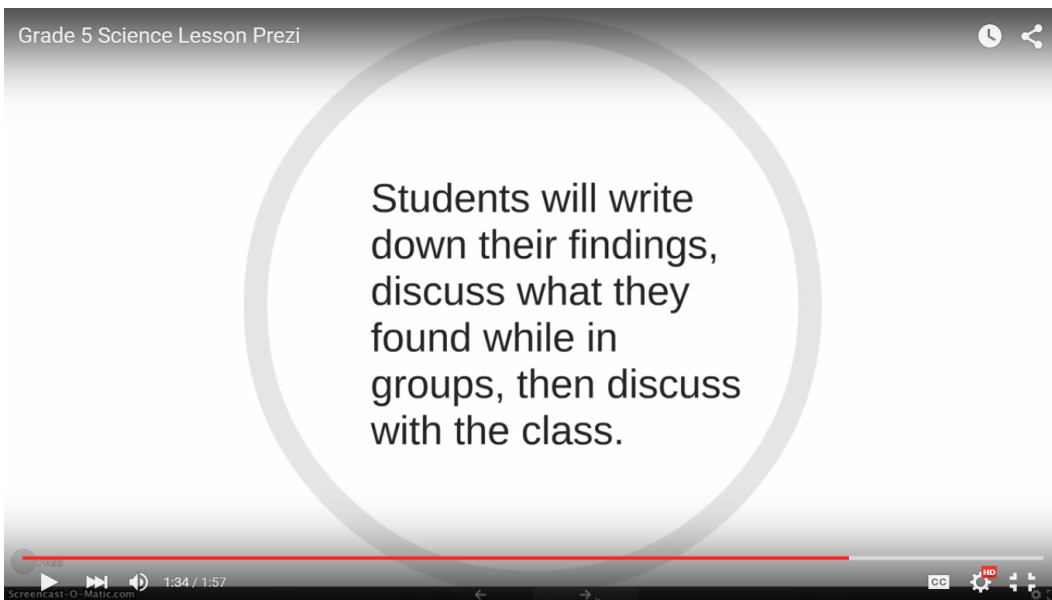 Grade 5 Science Lesson Prezi
Students will write
down their findings,
discuss what they
found while in
groups, then discuss
with the class.
1:34 / 1:57
CC
HD
Screencast-O-Matic.com